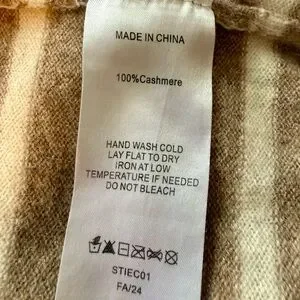 MADE IN CHINA
100%Cashmere
HAND WASH COLD
LAY FLAT TO DRY
IRON AT LOW
TEMPERATURE IF NEEDED
DO NOT BLEACH
STIEC01
FA/24